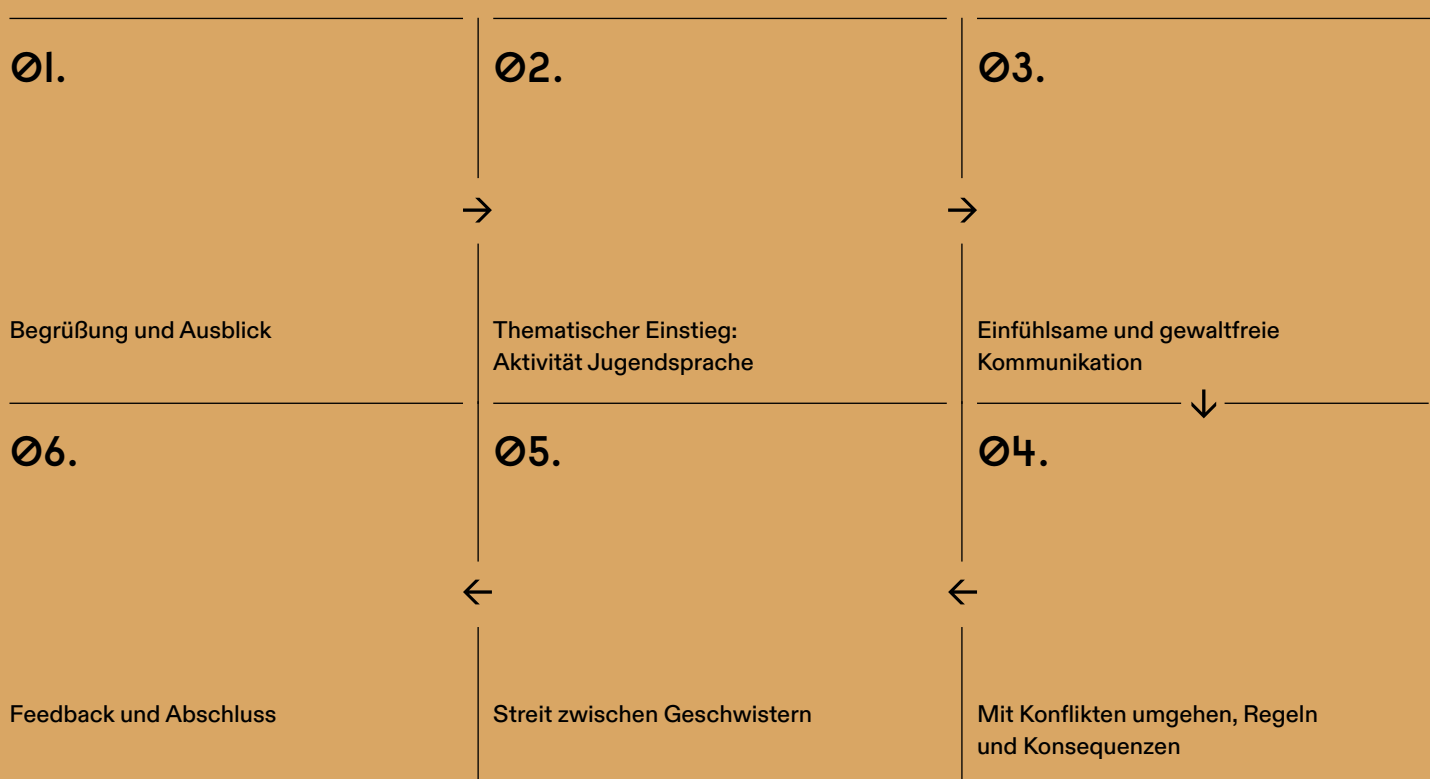 01.
02.
03.
→
→
Begrüßung und Ausblick
Thematischer Einstieg:
Aktivität Jugendsprache
Einfühlsame und gewaltfreie
Kommunikation
↓
06.
05.
04.
←
←
Feedback und Abschluss
Streit zwischen Geschwistern
Mit Konflikten umgehen, Regeln
und Konsequenzen